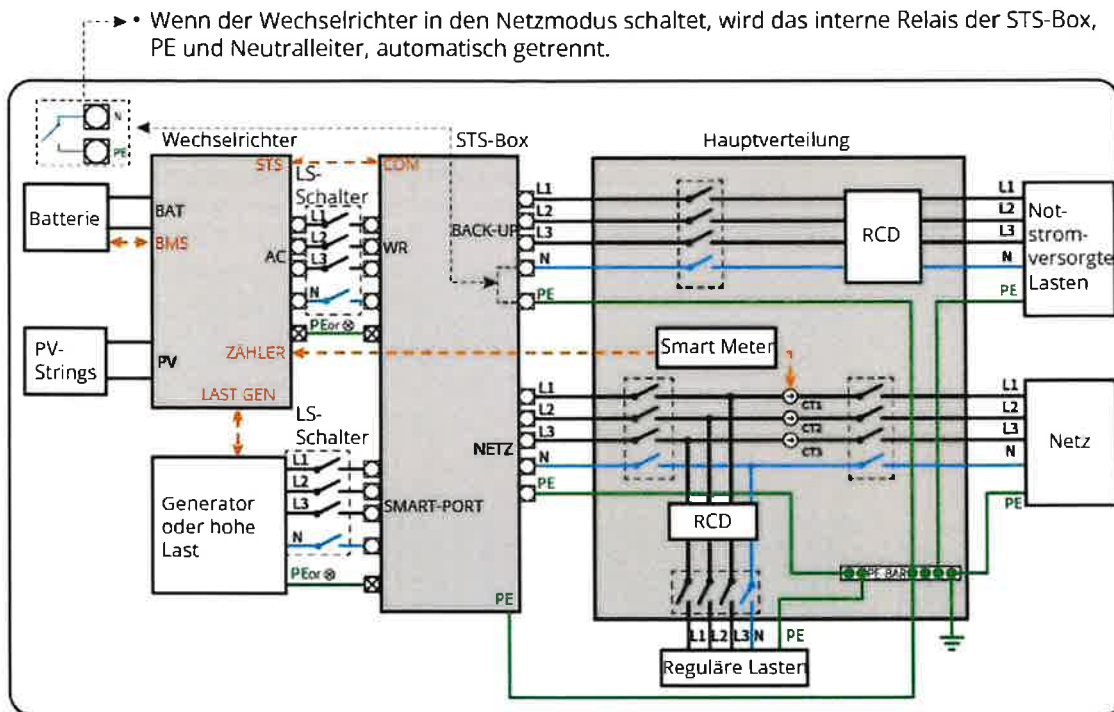 • Wenn der Wechselrichter in den Netzmodus schaltet, wird das interne Relais der STS-Box,
PE und Neutralleiter, automatisch getrennt.
N
PE
Wechselrichter
STS-Box
Hauptverteilung
STS
COM
LS-
Schalter
Batterie
BAT
BMS
AC
L1
L2
L3
N
PE or ⊗
WR
BACK-UP
L1
L2
L3
N
PE
RCD
L1
L2
L3
N
PE
Not-
strom-
versorgte
Lasten
PV-
Strings
PV
ZÄHLER
LAST GEN
Smart Meter
LS-
Schalter
Generator
oder hohe
Last
L1
L2
L3
N
PE or ⊗
SMART-PORT
NETZ
PE
L1
L2
L3
N
PE
CT1
CT2
CT3
L1
L2
L3
N
PE
Netz
RCD
PE BAR
L1 L2 L3 N PE
Reguläre Lasten